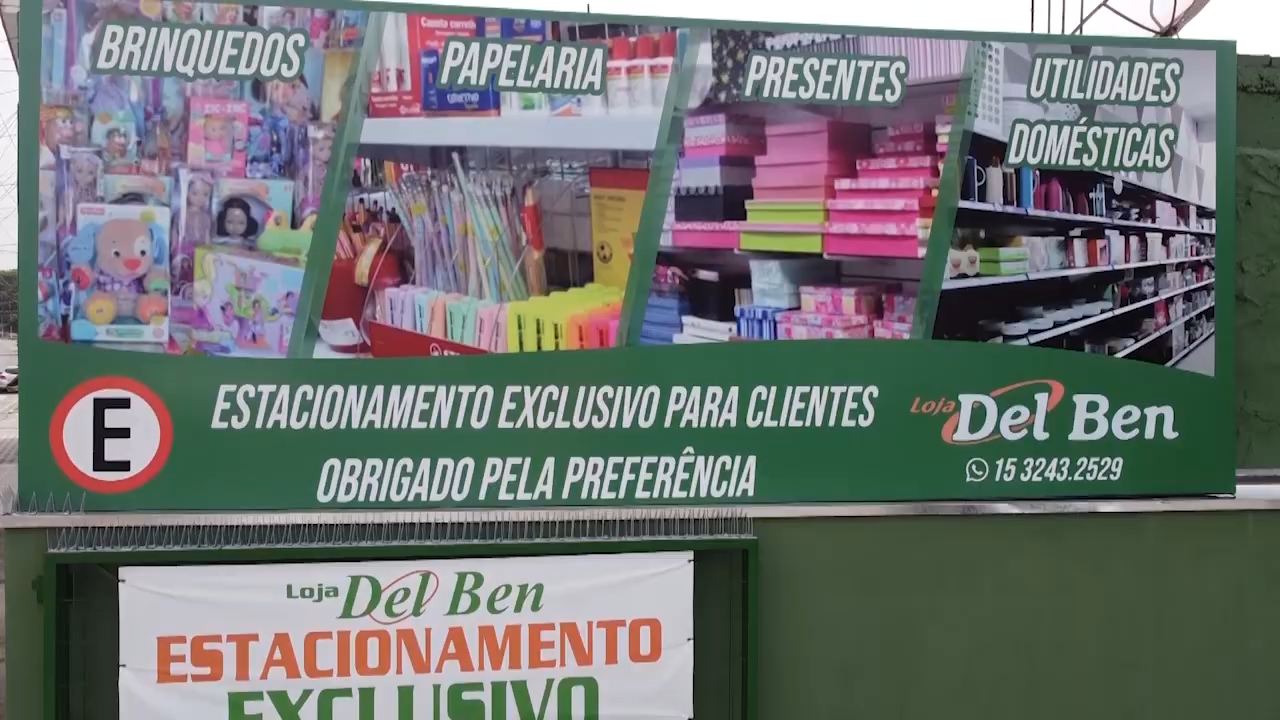 BRINQUEDOS
PAPELARIA
PRESENTES
UTILIDADES
DOMÉSTICAS
E
ESTACIONAMENTO EXCLUSIVO PARA CLIENTES
OBRIGADO PELA PREFERÊNCIA
Loja Del Ben
15 3243.2529
Loja Del Ben
ESTACIONAMENTO
EXCLUSIVO